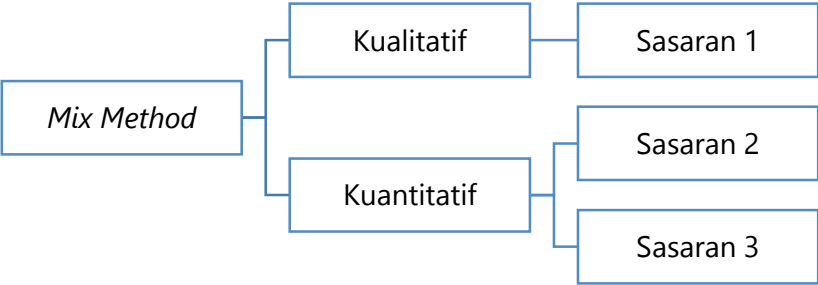 Mix Method
Kualitatif
Sasaran 1
Kuantitatif
Sasaran 2
Sasaran 3